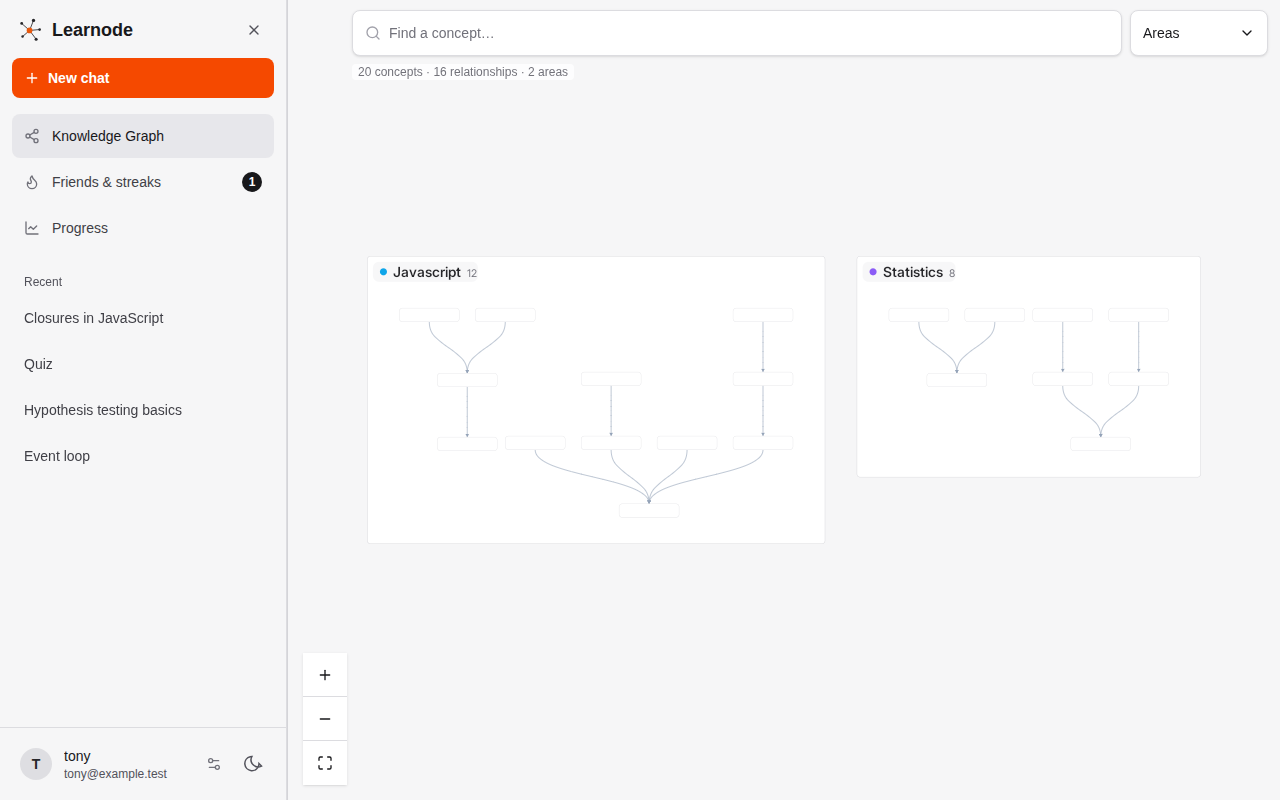 Learnode
New chat
Knowledge Graph
Friends & streaks
1
Progress
Recent
Closures in JavaScript
Quiz
Hypothesis testing basics
Event loop
T
tony
tony@example.test
Find a concept…
Areas
20 concepts · 16 relationships · 2 areas
Javascript 12
Statistics 8